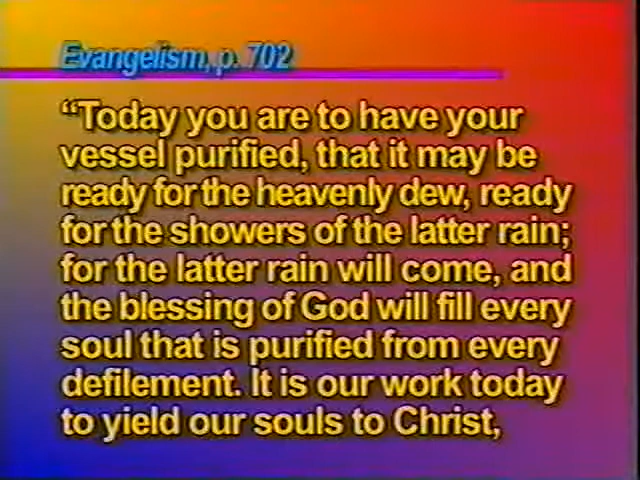 Evangelism, p. 702
“Today you are to have your
vessel purified, that it may be
ready for the heavenly dew, ready
for the showers of the latter rain;
for the latter rain will come, and
the blessing of God will fill every
soul that is purified from every
defilement. It is our work today
to yield our souls to Christ,